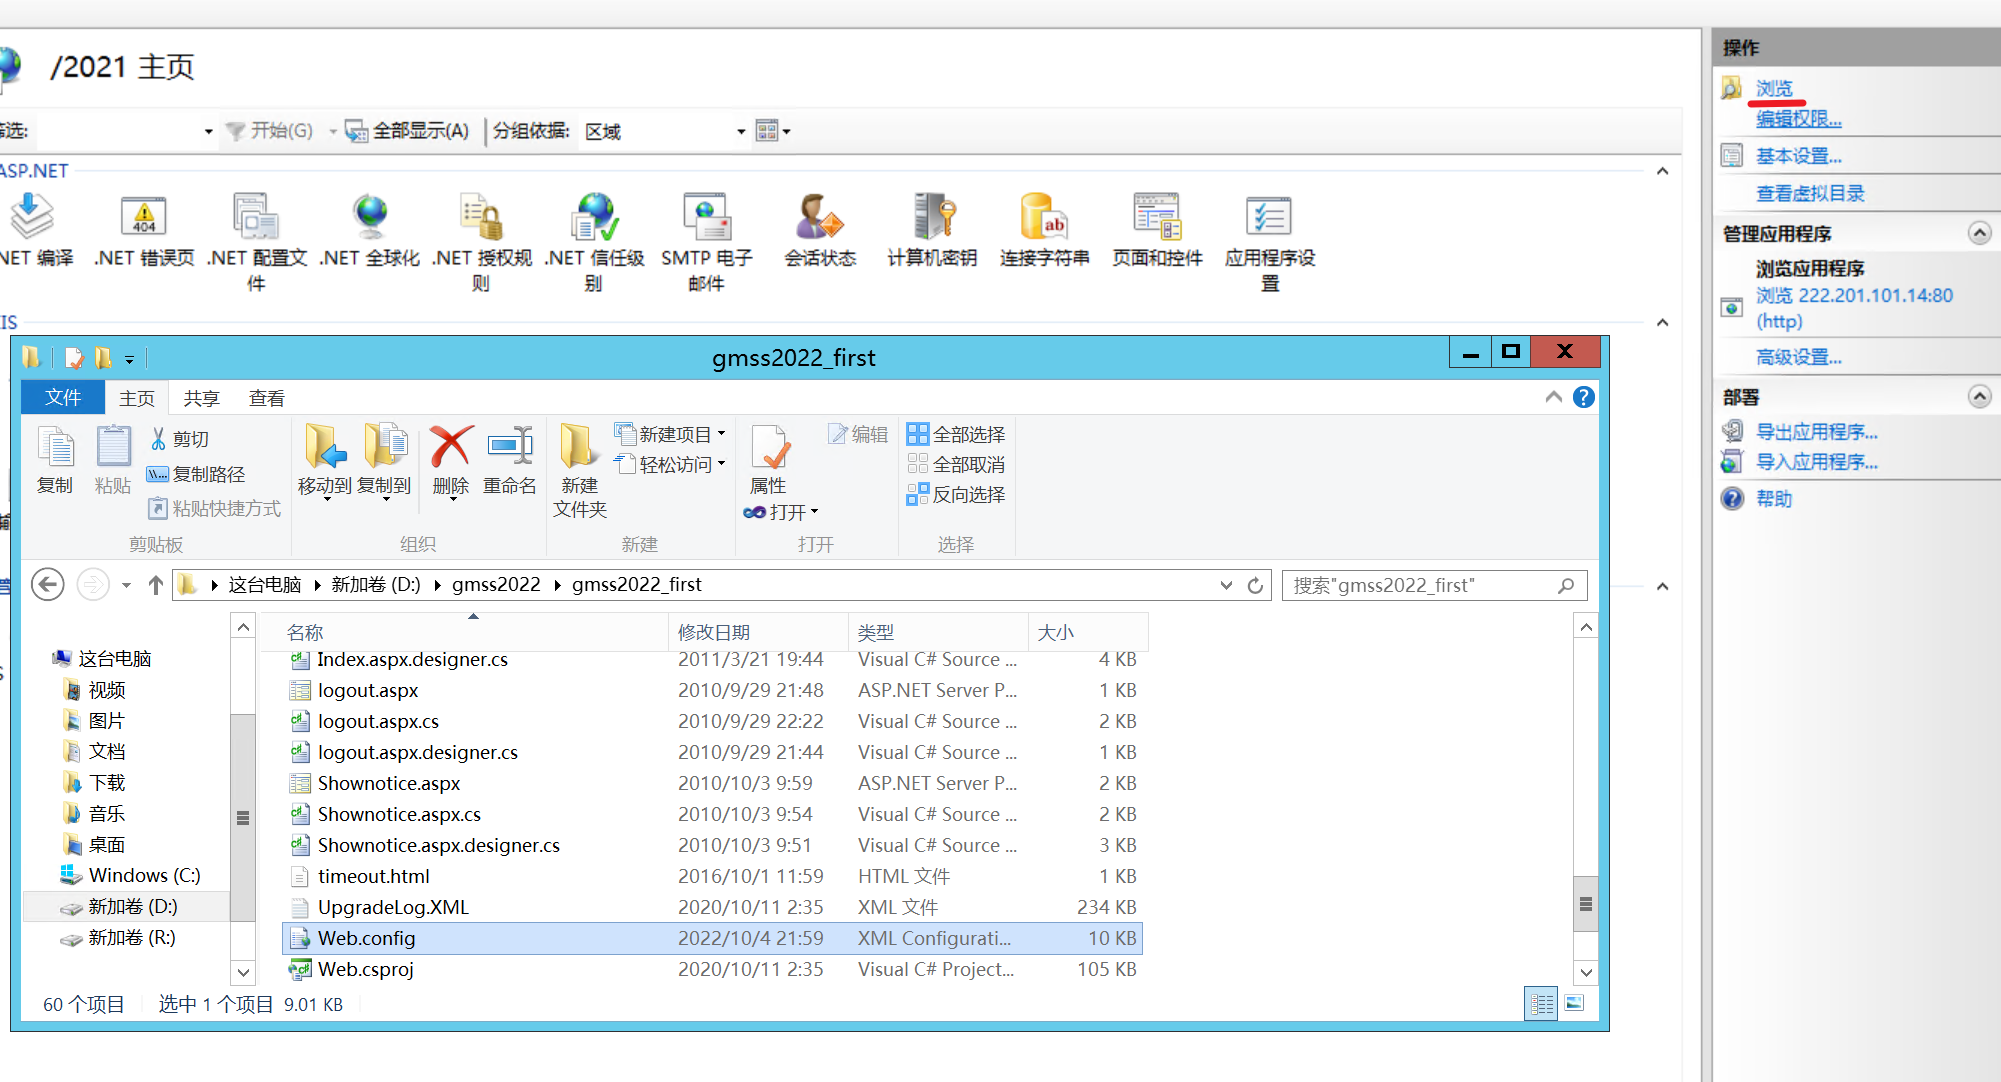 /2021 主页
筛选:
开始(G)
全部显示(A)
分组依据:
区域
ASP.NET
.NET 编译
.NET 错误页
.NET 配置文件
.NET 全球化
.NET 授权规则
.NET 信任级别
SMTP 电子邮件
会话状态
计算机密钥
连接字符串
页面和控件
应用程序设置
IIS
gmss2022_first
文件
主页
共享
查看
复制
粘贴
剪切
复制路径
粘贴快捷方式
剪贴板
移动到
复制到
删除
重命名
组织
新建
文件夹
新建项目
轻松访问
新建
属性
打开
编辑
打开
全部选择
全部取消
反向选择
选择
这台电脑
新加卷 (D:)
gmss2022
gmss2022_first
搜索"gmss2022_first"
这台电脑
视频
图片
文档
下载
音乐
桌面
Windows (C:)
新加卷 (D:)
新加卷 (R:)
名称 修改日期 类型 大小
Index.aspx.designer.cs 2011/3/21 19:44 Visual C# Source ... 4 KB
logout.aspx 2010/9/29 21:48 ASP.NET Server P... 1 KB
logout.aspx.cs 2010/9/29 22:22 Visual C# Source ... 2 KB
logout.aspx.designer.cs 2010/9/29 21:44 Visual C# Source ... 1 KB
Shownotice.aspx 2010/10/3 9:59 ASP.NET Server P... 2 KB
Shownotice.aspx.cs 2010/10/3 9:54 Visual C# Source ... 2 KB
Shownotice.aspx.designer.cs 2010/10/3 9:51 Visual C# Source ... 3 KB
timeout.html 2016/10/1 11:59 HTML 文件 1 KB
UpgradeLog.XML 2020/10/11 2:35 XML 文件 234 KB
Web.config 2022/10/4 21:59 XML Configurati... 10 KB
Web.csproj 2020/10/11 2:35 Visual C# Project... 105 KB
60 个项目
选中 1 个项目 9.01 KB
操作
浏览
编辑权限...
基本设置...
查看虚拟目录
管理应用程序
浏览应用程序
浏览 222.201.101.14:80
(http)
高级设置...
部署
导出应用程序...
导入应用程序...
帮助